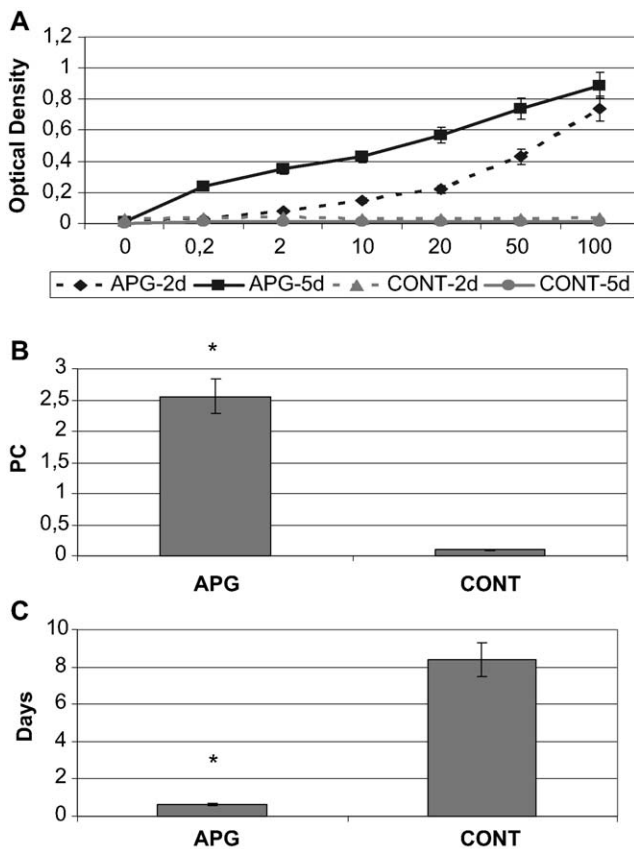 A
Optical Density
1,2
1
0,8
0,6
0,4
0,2
0
0 0,2 2 10 20 50 100
APG-2d APG-5d CONT-2d CONT-5d
B
PC
3
2,5
2
1,5
1
0,5
0
*
APG CONT
C
Days
10
8
6
4
2
0
*
APG CONT